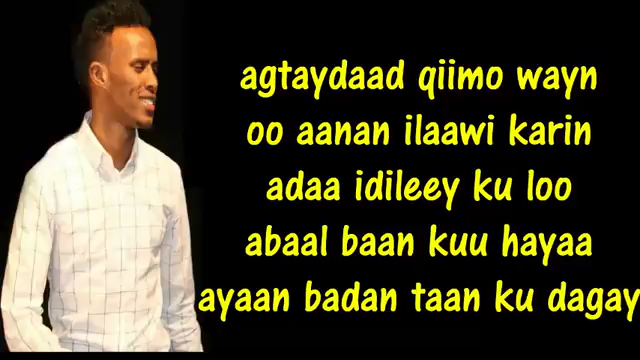 agtaydaad qiimo wayn
oo aanan ilaawi karin
adaa idileey ku loo
abaal baan kuu hayaa
ayaan badan taan ku dagay